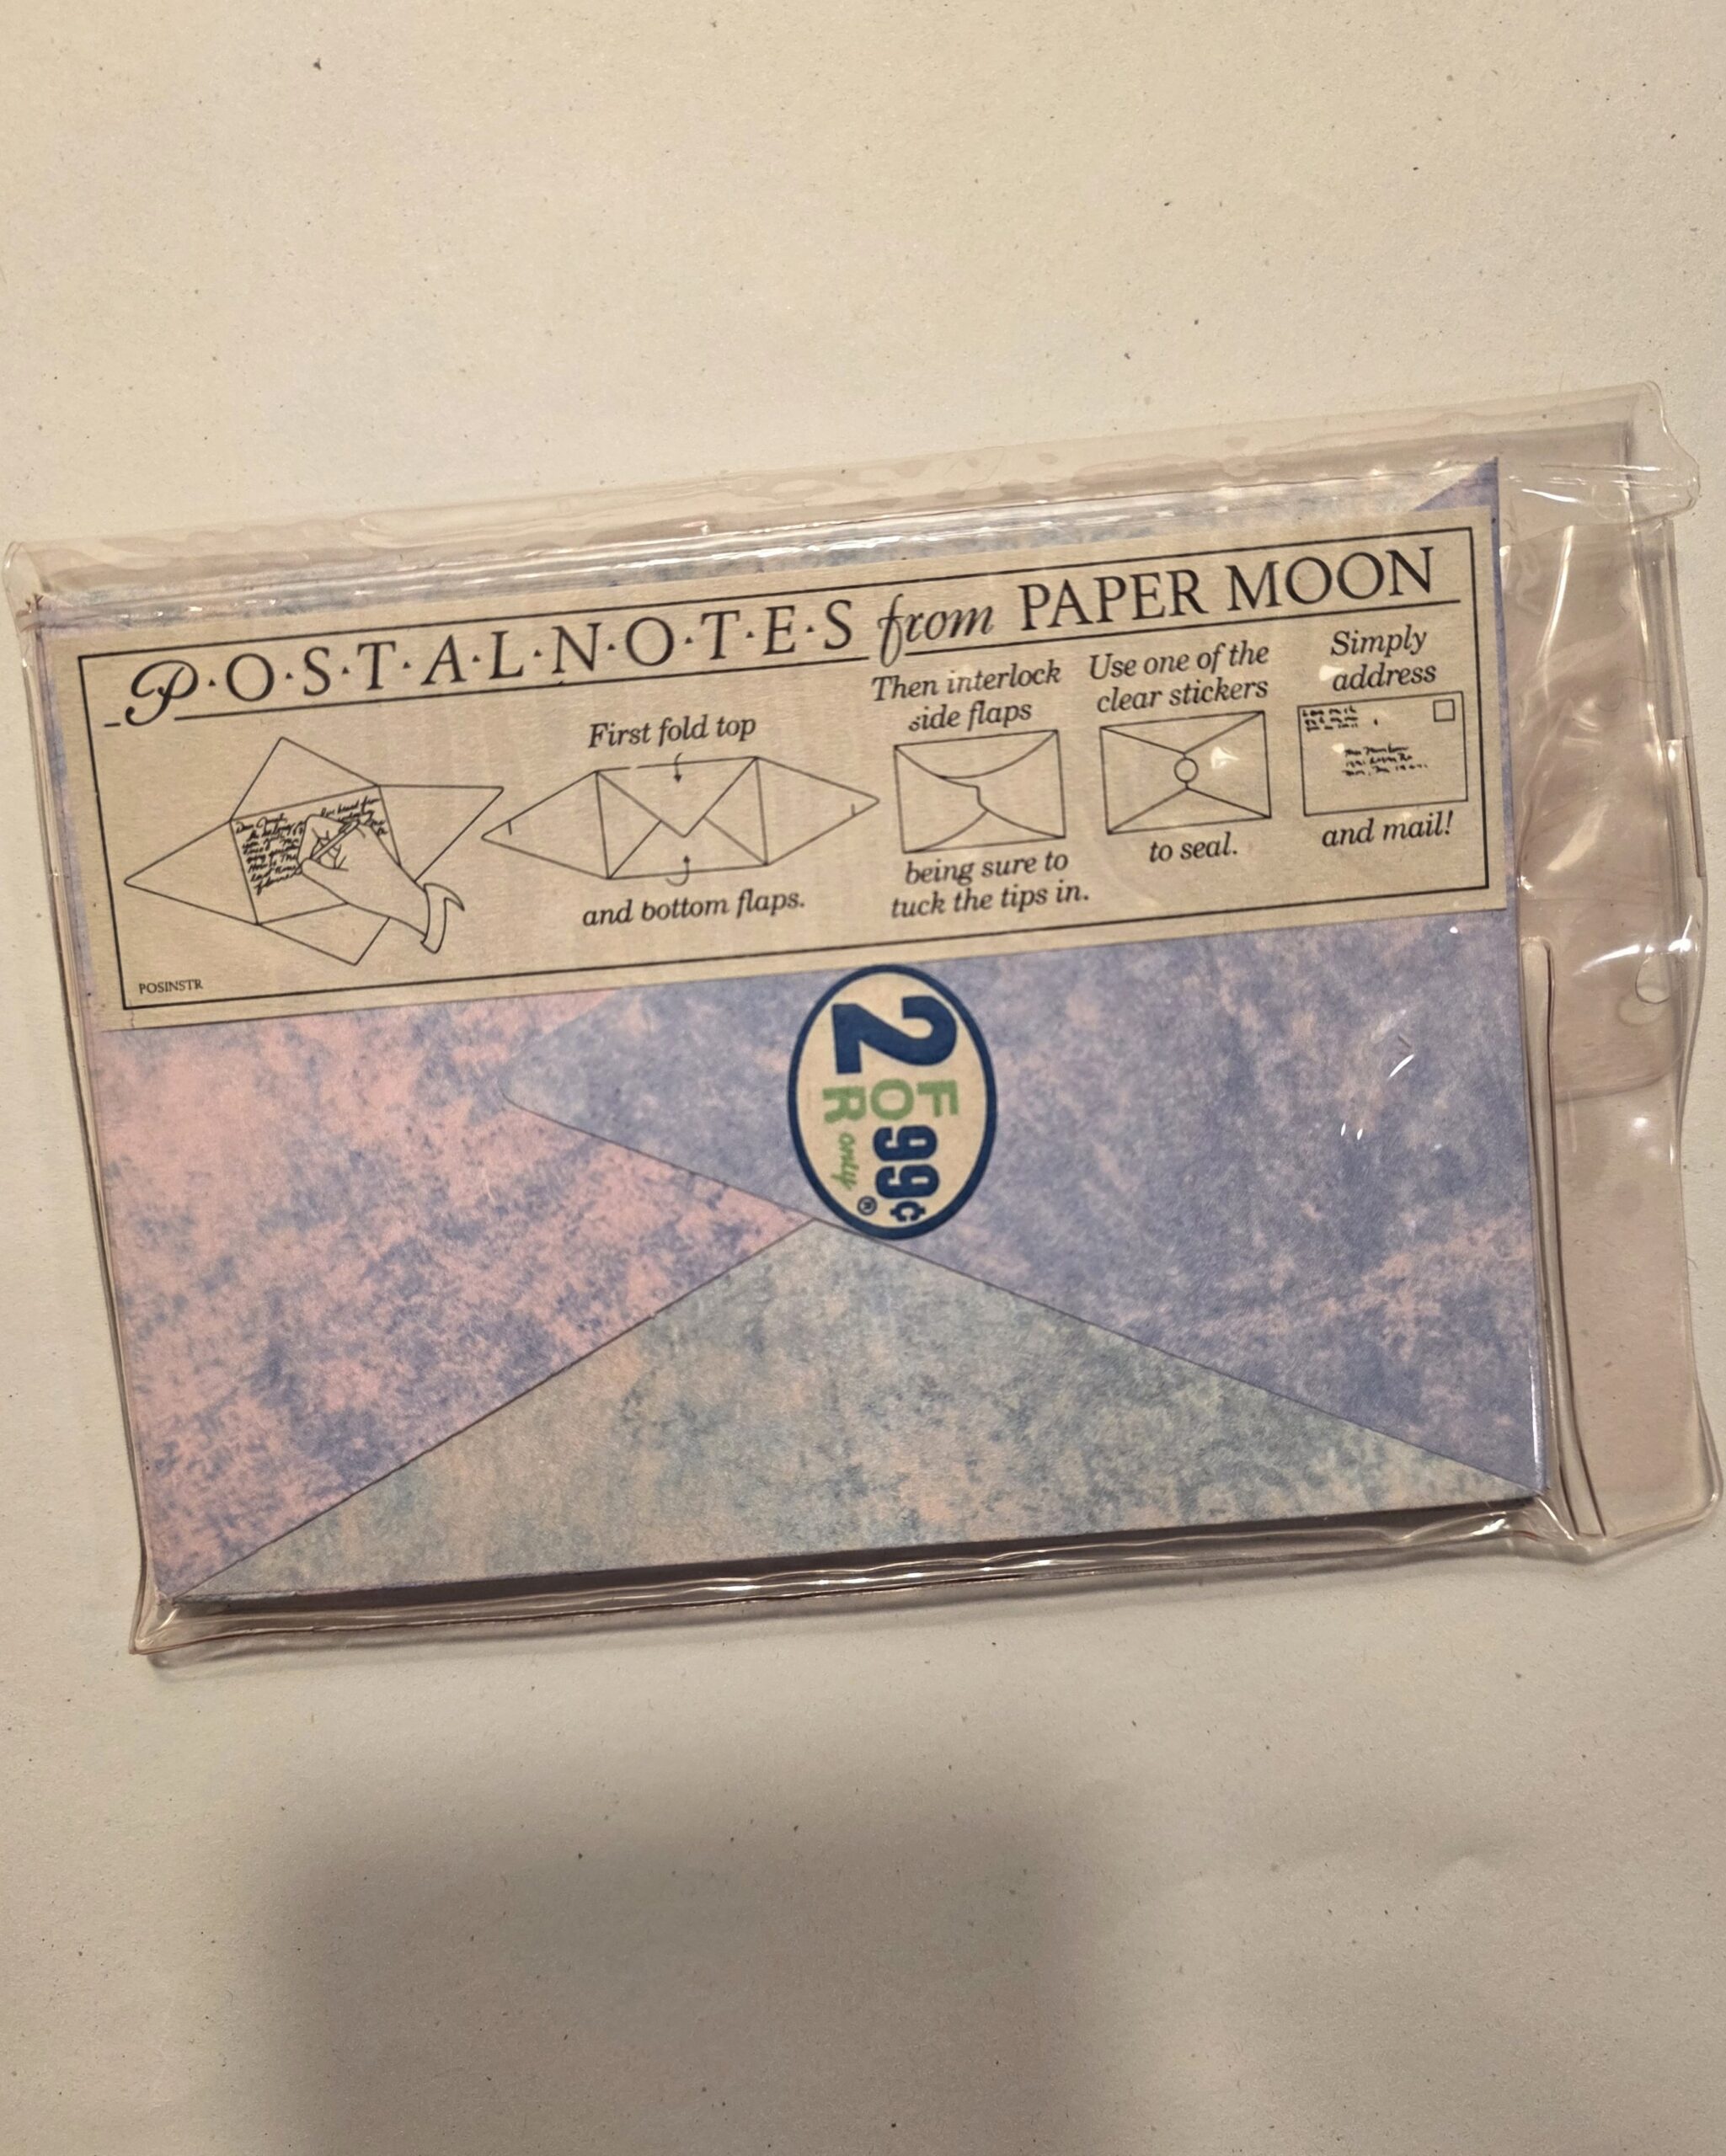 P·O·S·T·A·L·N·O·T·E·S from PAPER MOON
First fold top
and bottom flaps.
Then interlock
side flaps
being sure to
tuck the tips in.
Use one of the
clear stickers
to seal.
Simply
address
and mail!
POSINSTR
2
FOR
only
99¢
®